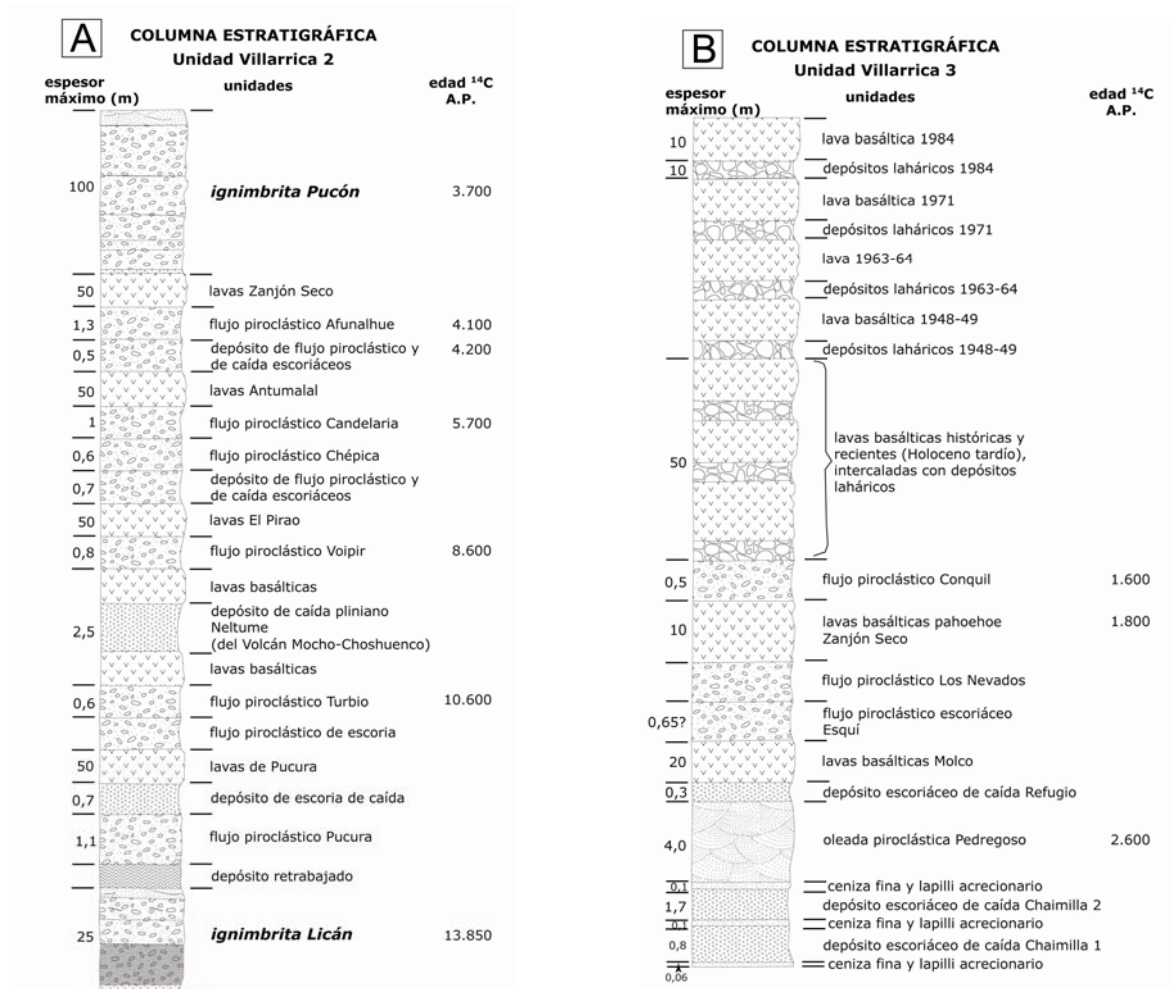 A
COLUMNA ESTRATIGRÁFICA
Unidad Villarrica 2
espesor
máximo (m)
unidades
edad ¹⁴C
A.P.
100 ignimbrita Pucón 3.700
50 lavas Zanjón Seco
1,3 flujo piroclástico Afunalhue 4.100
0,5 depósito de flujo piroclástico y 4.200
de caída escoriáceos
50 lavas Antumalal
1 flujo piroclástico Candelaria 5.700
0,6 flujo piroclástico Chépica
0,7 depósito de flujo piroclástico y
de caída escoriáceos
50 lavas El Pirao
0,8 flujo piroclástico Voipir 8.600
lavas basálticas
depósito de caída pliniano
2,5 Neltume
(del Volcán Mocho-Choshuenco)
lavas basálticas
0,6 flujo piroclástico Turbio 10.600
flujo piroclástico de escoria
50 lavas de Pucura
0,7 depósito de escoria de caída
1,1 flujo piroclástico Pucura
depósito retrabajado
25 ignimbrita Licán 13.850
B
COLUMNA ESTRATIGRÁFICA
Unidad Villarrica 3
espesor
máximo (m)
unidades
edad ¹⁴C
A.P.
10 lava basáltica 1984
10 depósitos laháricos 1984
lava basáltica 1971
depósitos laháricos 1971
lava 1963-64
depósitos laháricos 1963-64
lava basáltica 1948-49
depósitos laháricos 1948-49
50 lavas basálticas históricas y
recientes (Holoceno tardío),
intercaladas con depósitos
laháricos
0,5 flujo piroclástico Conquil 1.600
10 lavas basálticas pahoehoe 1.800
Zanjón Seco
flujo piroclástico Los Nevados
0,65? flujo piroclástico escoriáceo
Esquí
20 lavas basálticas Molco
0,3 depósito escoriáceo de caída Refugio
4,0 oleada piroclástica Pedregoso 2.600
0,1 ceniza fina y lapilli acrecionario
1,7 depósito escoriáceo de caída Chaimilla 2
0,1 ceniza fina y lapilli acrecionario
0,8 depósito escoriáceo de caída Chaimilla 1
0,06 ceniza fina y lapilli acrecionario